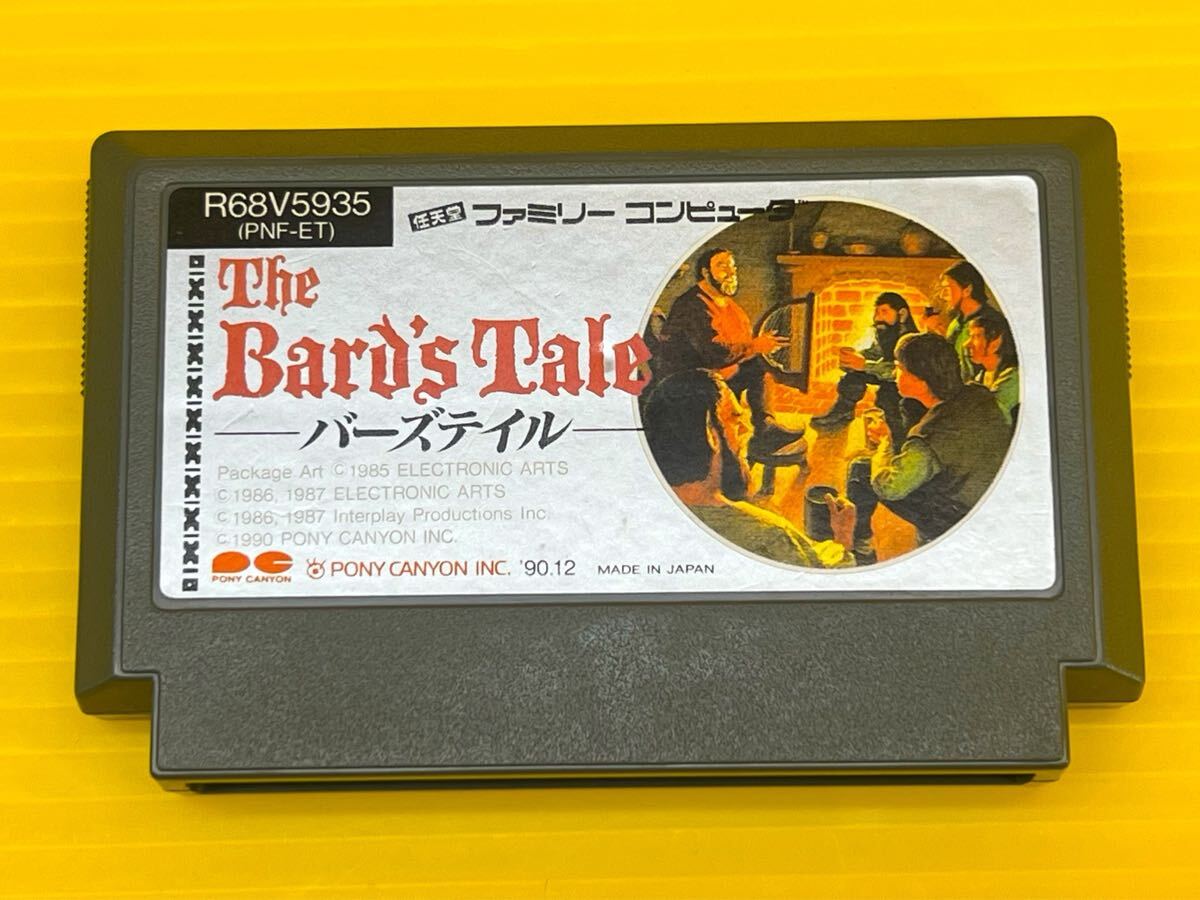 R68V5935
(PNF-ET)
任天堂 ファミリー コンピュータ™
The
Bard's Tale
バーズテイル
Package Art © 1985 ELECTRONIC ARTS
© 1986, 1987 ELECTRONIC ARTS
© 1986, 1987 Interplay Productions Inc.
© 1990 PONY CANYON INC.
PONY CANYON
PONY CANYON INC. '90.12
MADE IN JAPAN